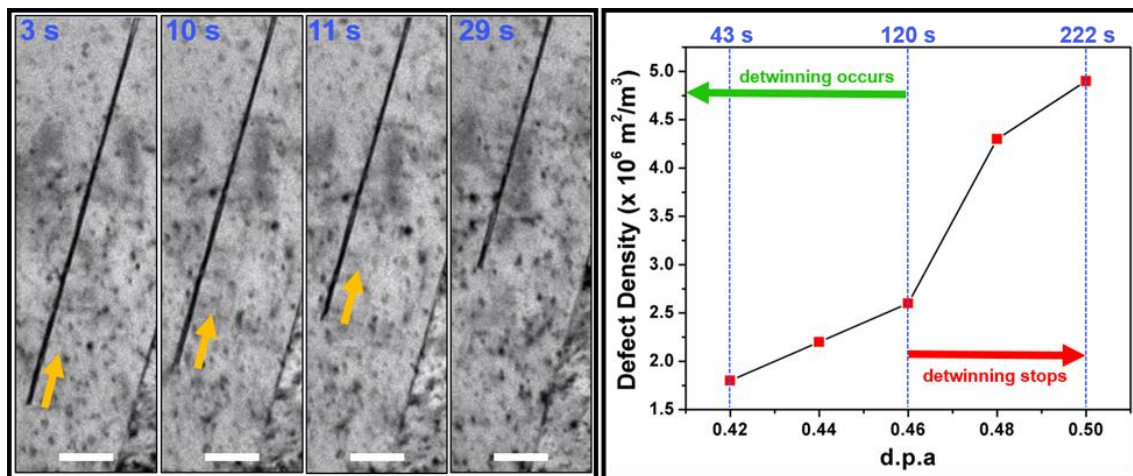 3 s
10 s
11 s
29 s
43 s
120 s
222 s
Defect Density (x 10⁶ m²/m³)
5.0
4.5
4.0
3.5
3.0
2.5
2.0
1.5
detwinning occurs
detwinning stops
0.42
0.44
0.46
0.48
0.50
d.p.a